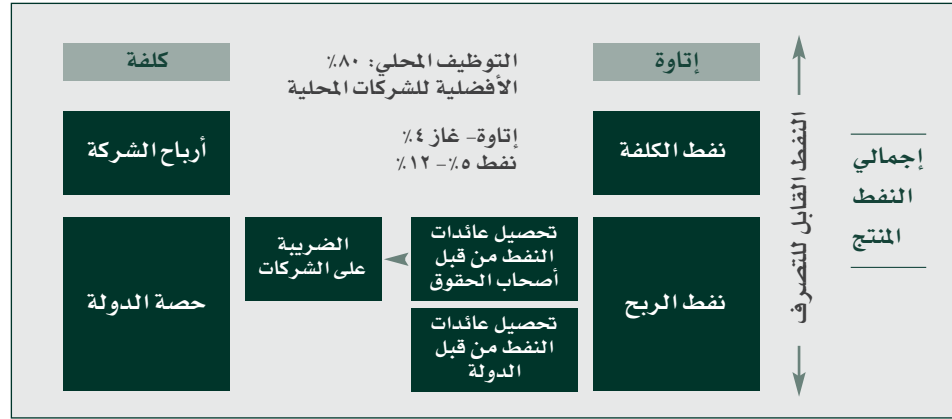 إجمالي
النفط
المنتج
النفط القابل للتصرف
إتاوة
التوظيف المحلي: ٨٠٪
الأفضلية للشركات المحلية
كلفة
نفط الكلفة
إتاوة- غاز ٤٪
نفط ٥٪- ١٢٪
أرباح الشركة
نفط الربح
تحصيل عائدات
النفط من قبل
أصحاب الحقوق
الضريبة
على الشركات
تحصيل عائدات
النفط من قبل
الدولة
حصة الدولة